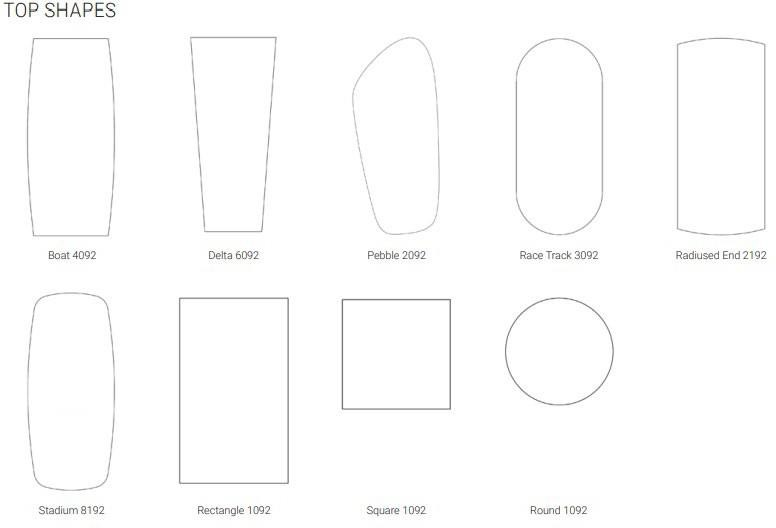 TOP SHAPES
Boat 4092
Delta 6092
Pebble 2092
Race Track 3092
Radiused End 2192
Stadium 8192
Rectangle 1092
Square 1092
Round 1092